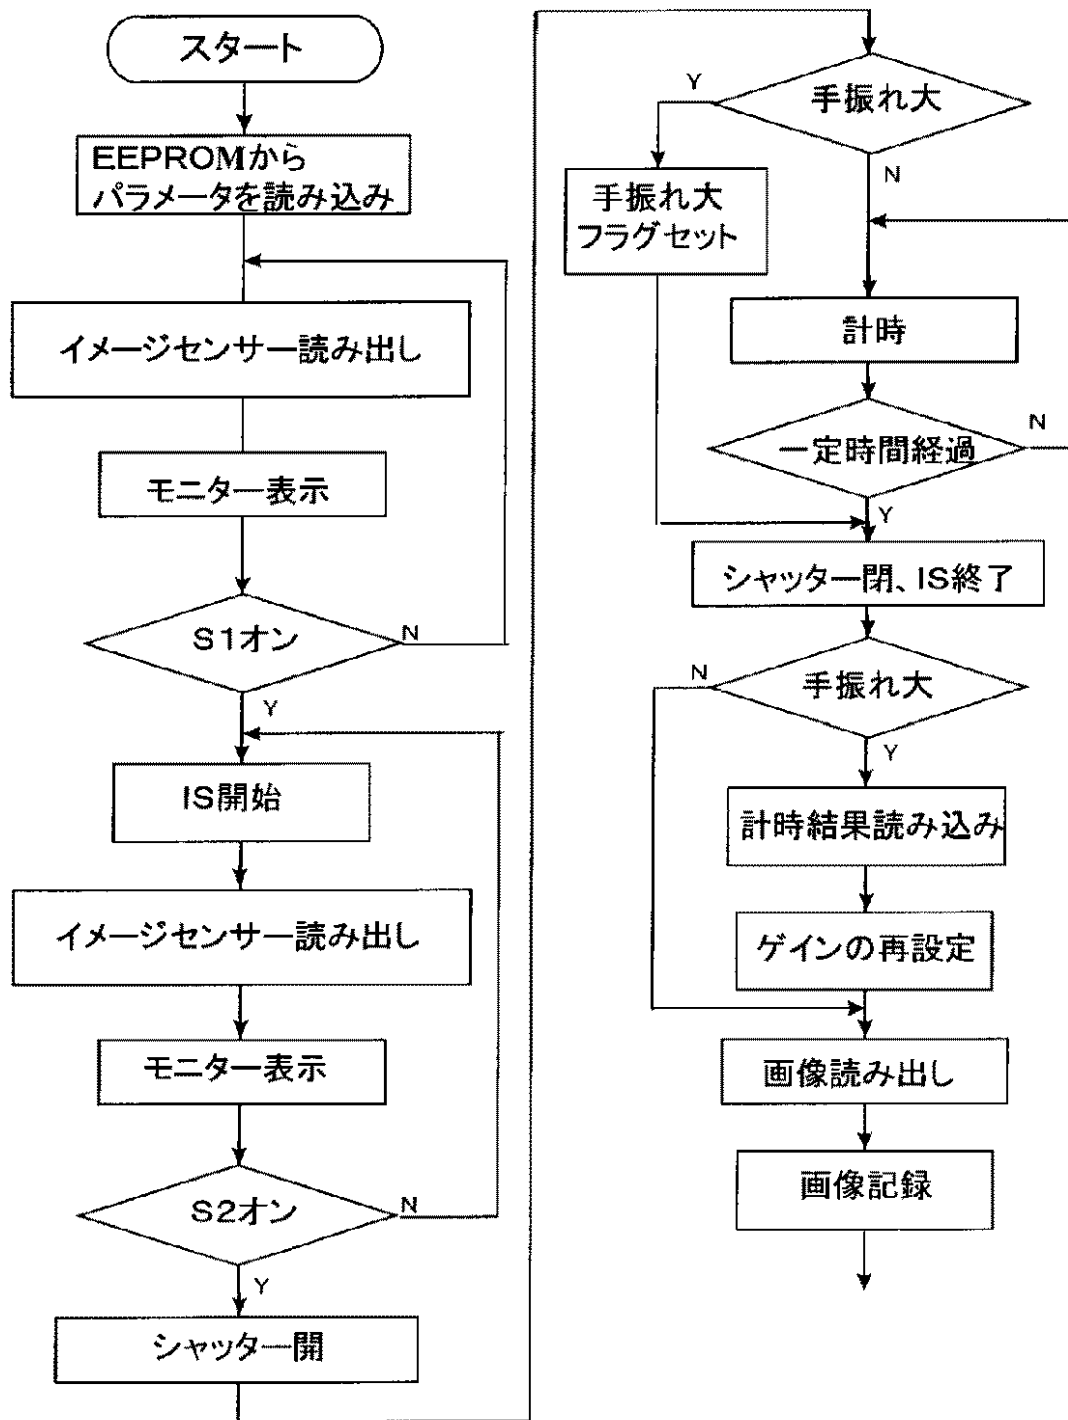 スタート
EEPROMから
パラメータを読み込み
イメージセンサー読み出し
モニター表示
S1オン
N
Y
IS開始
イメージセンサー読み出し
モニター表示
S2オン
N
Y
シャッター開
手振れ大
Y
N
手振れ大
フラグセット
計時
一定時間経過
N
Y
シャッター閉、IS終了
手振れ大
N
Y
計時結果読み込み
ゲインの再設定
画像読み出し
画像記録